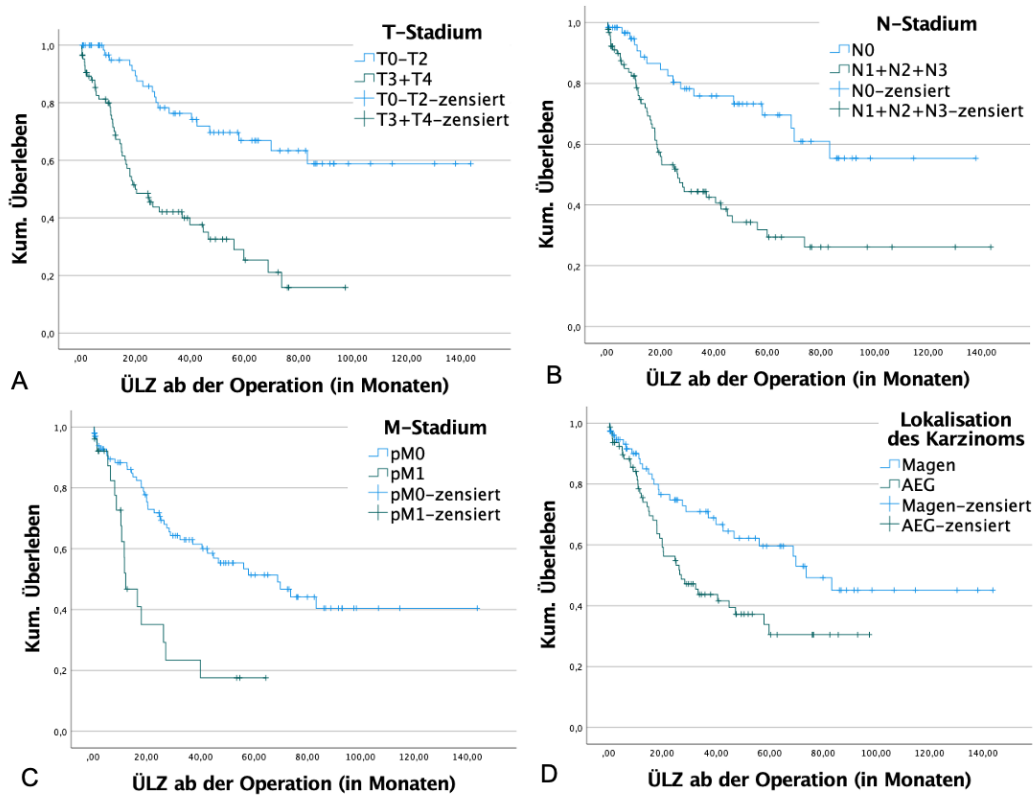 T-Stadium
T0-T2
T3+T4
T0-T2-zensiert
T3+T4-zensiert
Kum. Überleben
1,0
0,8
0,6
0,4
0,2
0,0
,00 20,00 40,00 60,00 80,00 100,00 120,00 140,00
A
ÜLZ ab der Operation (in Monaten)
N-Stadium
N0
N1+N2+N3
N0-zensiert
N1+N2+N3-zensiert
Kum. Überleben
1,0
0,8
0,6
0,4
0,2
0,0
,00 20,00 40,00 60,00 80,00 100,00 120,00 140,00
B
ÜLZ ab der Operation (in Monaten)
M-Stadium
pM0
pM1
pM0-zensiert
pM1-zensiert
Kum. Überleben
1,0
0,8
0,6
0,4
0,2
,0
,00 20,00 40,00 60,00 80,00 100,00 120,00 140,00
C
ÜLZ ab der Operation (in Monaten)
Lokalisation
des Karzinoms
Magen
AEG
Magen-zensiert
AEG-zensiert
Kum. Überleben
1,0
0,8
0,6
0,4
0,2
0,0
,00 20,00 40,00 60,00 80,00 100,00 120,00 140,00
D
ÜLZ ab der Operation (in Monaten)